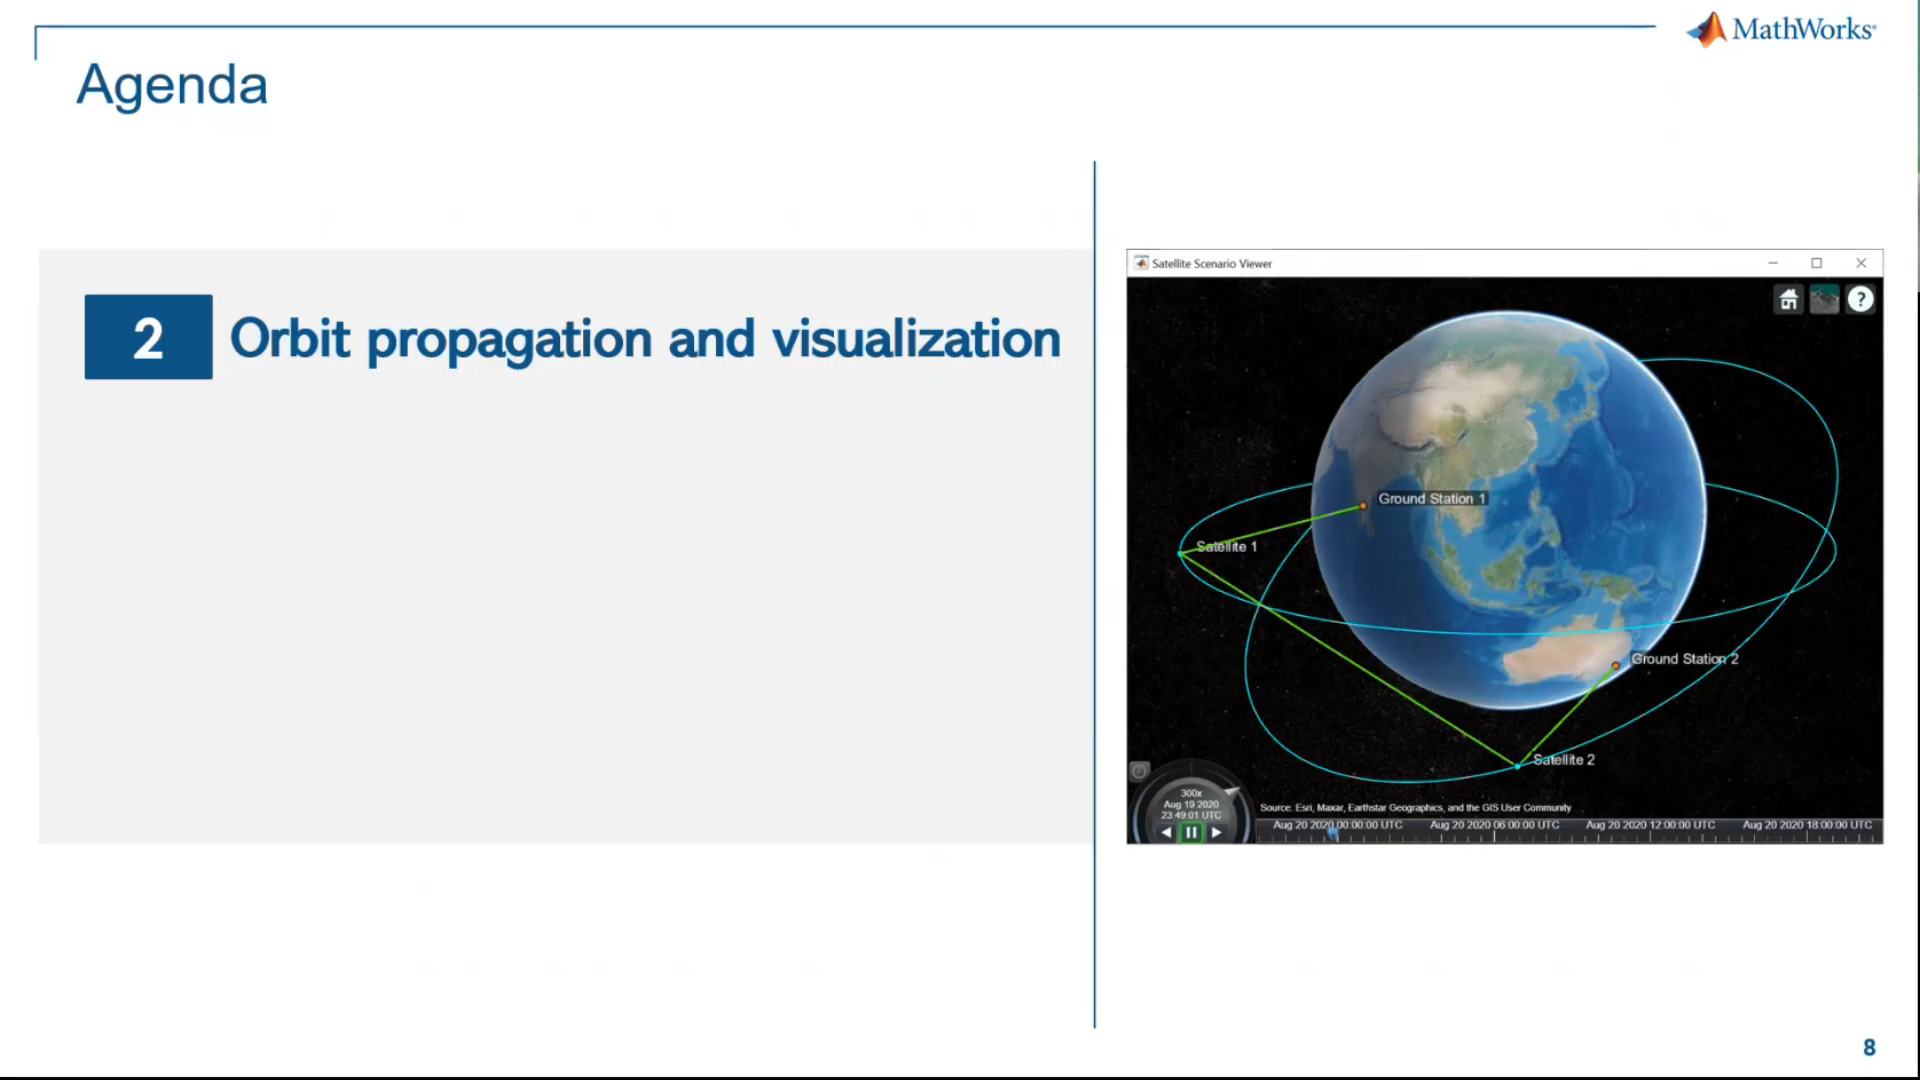 MathWorks®
Agenda
2 Orbit propagation and visualization
Satellite Scenario Viewer
?
Ground Station 1
Satellite 1
Ground Station 2
Satellite 2
300x
Aug 19 2020
23:49:01 UTC
Source: Esri, Maxar, Earthstar Geographics, and the GIS User Community
Aug 20 2020 00:00:00 UTC Aug 20 2020 06:00:00 UTC Aug 20 2020 12:00:00 UTC Aug 20 2020 18:00:00 UTC
8